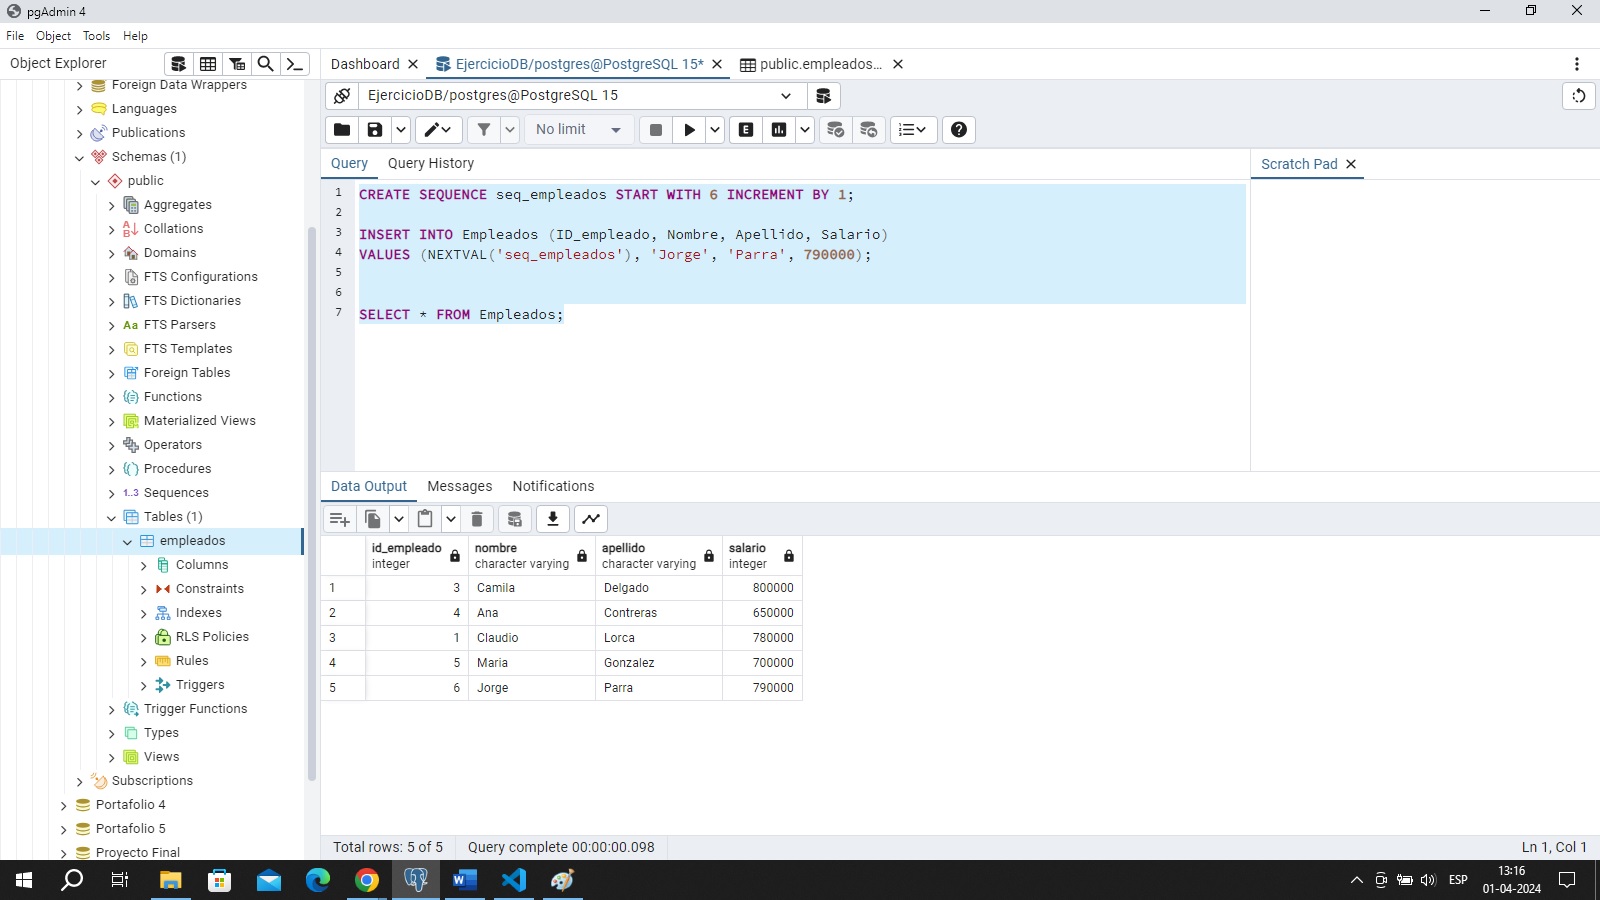 pgAdmin 4
File Object Tools Help
Object Explorer
Dashboard
EjercicioDB/postgres@PostgreSQL 15*
public.empleados...
Foreign Data Wrappers
Languages
Publications
Schemas (1)
public
Aggregates
Collations
Domains
FTS Configurations
FTS Dictionaries
Aa FTS Parsers
FTS Templates
Foreign Tables
Functions
Materialized Views
Operators
Procedures
1..3 Sequences
Tables (1)
empleados
Columns
Constraints
Indexes
RLS Policies
Rules
Triggers
Trigger Functions
Types
Views
Subscriptions
Portafolio 4
Portafolio 5
Proyecto Final
EjercicioDB/postgres@PostgreSQL 15
No limit
E
Query Query History
Scratch Pad
1 CREATE SEQUENCE seq_empleados START WITH 6 INCREMENT BY 1;
2
3 INSERT INTO Empleados (ID_empleado, Nombre, Apellido, Salario)
4 VALUES (NEXTVAL('seq_empleados'), 'Jorge', 'Parra', 790000);
5
6
7 SELECT * FROM Empleados;
Data Output Messages Notifications
id_empleado nombre apellido salario
integer character varying character varying integer
1 3 Camila Delgado 800000
2 4 Ana Contreras 650000
3 1 Claudio Lorca 780000
4 5 Maria Gonzalez 700000
5 6 Jorge Parra 790000
Total rows: 5 of 5 Query complete 00:00:00.098 Ln 1, Col 1
ESP
13:16
01-04-2024